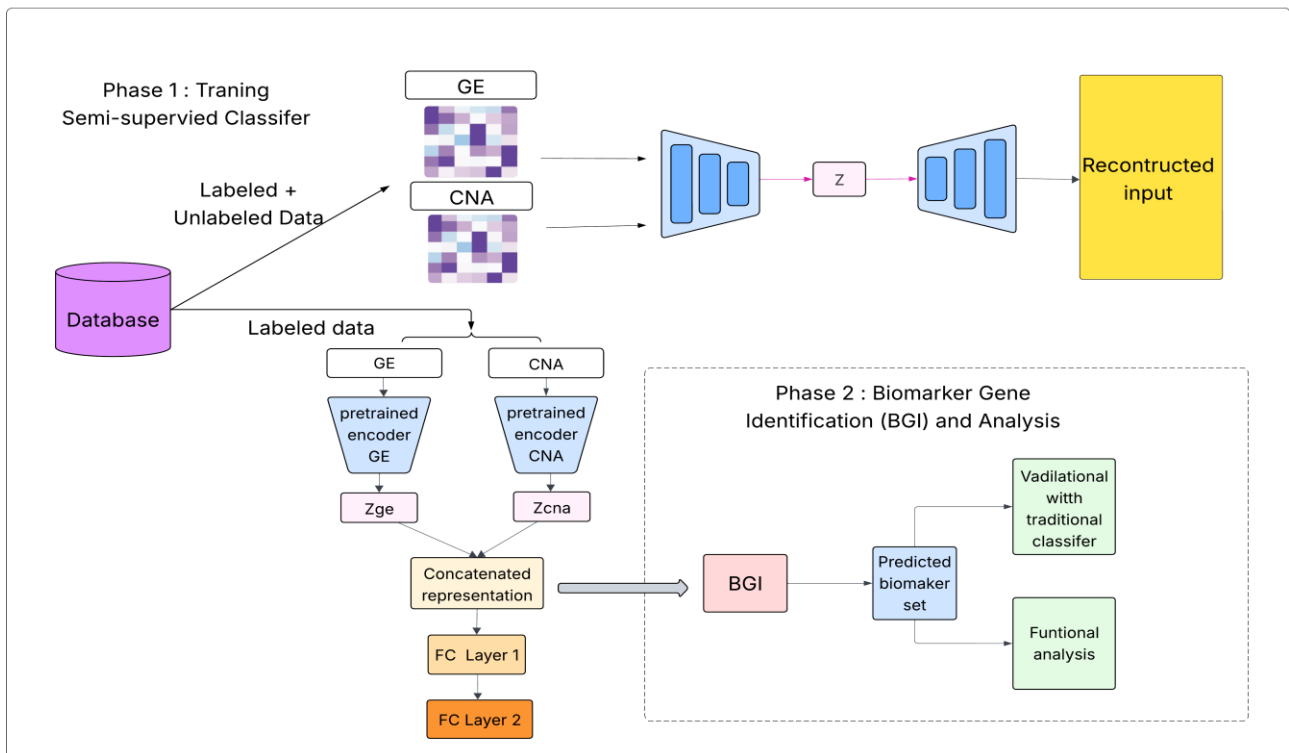 Phase 1 : Traning
Semi-supervied Classifer
GE
CNA
Labeled +
Unlabeled Data
Z
Recontructed
input
Database
Labeled data
GE
CNA
pretrained
encoder
GE
pretrained
encoder
CNA
Zge
Zcna
Concatenated
representation
FC Layer 1
FC Layer 2
Phase 2 : Biomarker Gene
Identification (BGI) and Analysis
BGI
Predicted
biomaker
set
Vadilational
witth
traditional
classifer
Funtional
analysis